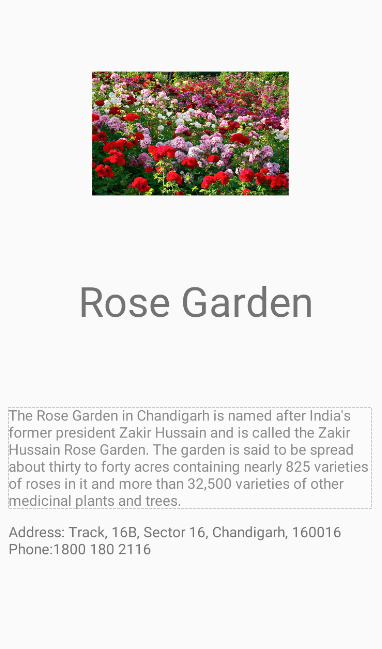 Rose Garden
The Rose Garden in Chandigarh is named after India's
former president Zakir Hussain and is called the Zakir
Hussain Rose Garden. The garden is said to be spread
about thirty to forty acres containing nearly 825 varieties
of roses in it and more than 32,500 varieties of other
medicinal plants and trees.
Address: Track, 16B, Sector 16, Chandigarh, 160016
Phone:1800 180 2116